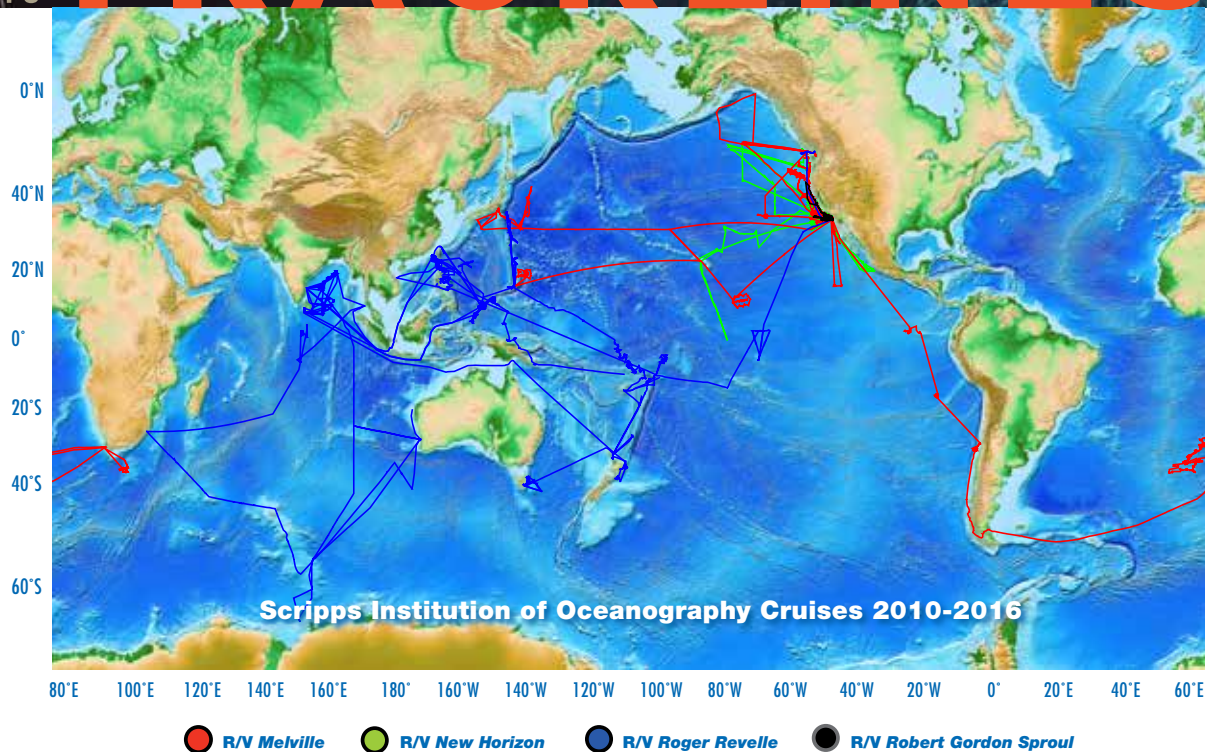 0°N
40°N
20°N
0°
20°S
40°S
60°S
Scripps Institution of Oceanography Cruises 2010-2016
80°E 100°E 120°E 140°E 160°E 180° 160°W 140°W 120°W 100°W 80°W 60°W 40°W 20°W 0° 20°E 40°E 60°E
R/V Melville R/V New Horizon R/V Roger Revelle R/V Robert Gordon Sproul